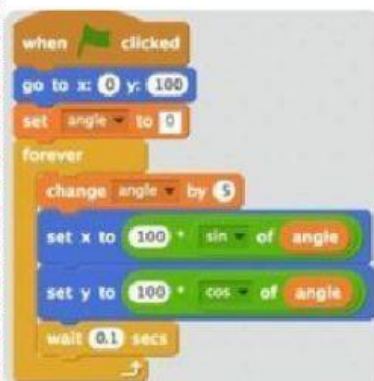 when clicked
go to x: 0 y: 100
set angle to 0
forever
change angle by 5
set x to 100 * sin of angle
set y to 100 * cos of angle
wait 0.1 secs